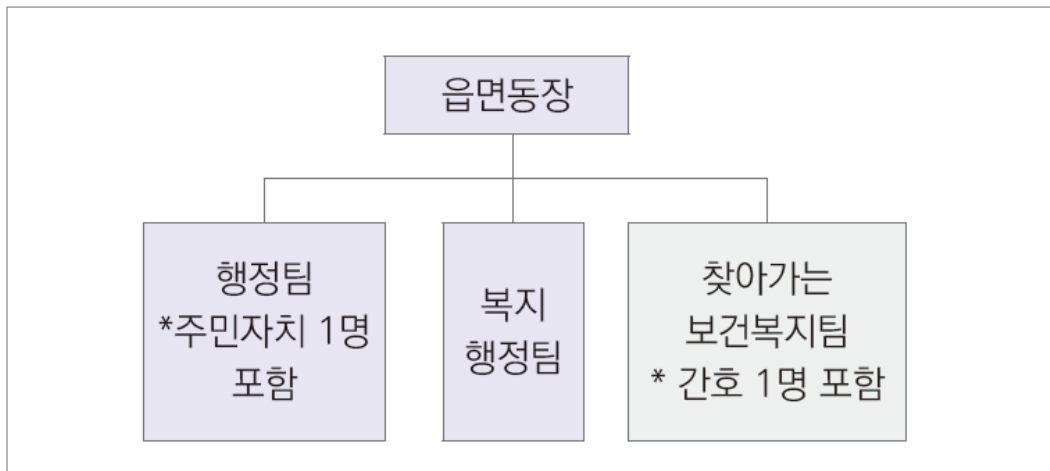 읍면동장
행정팀
*주민자치 1명
포함
복지
행정팀
찾아가는
보건복지팀
* 간호 1명 포함